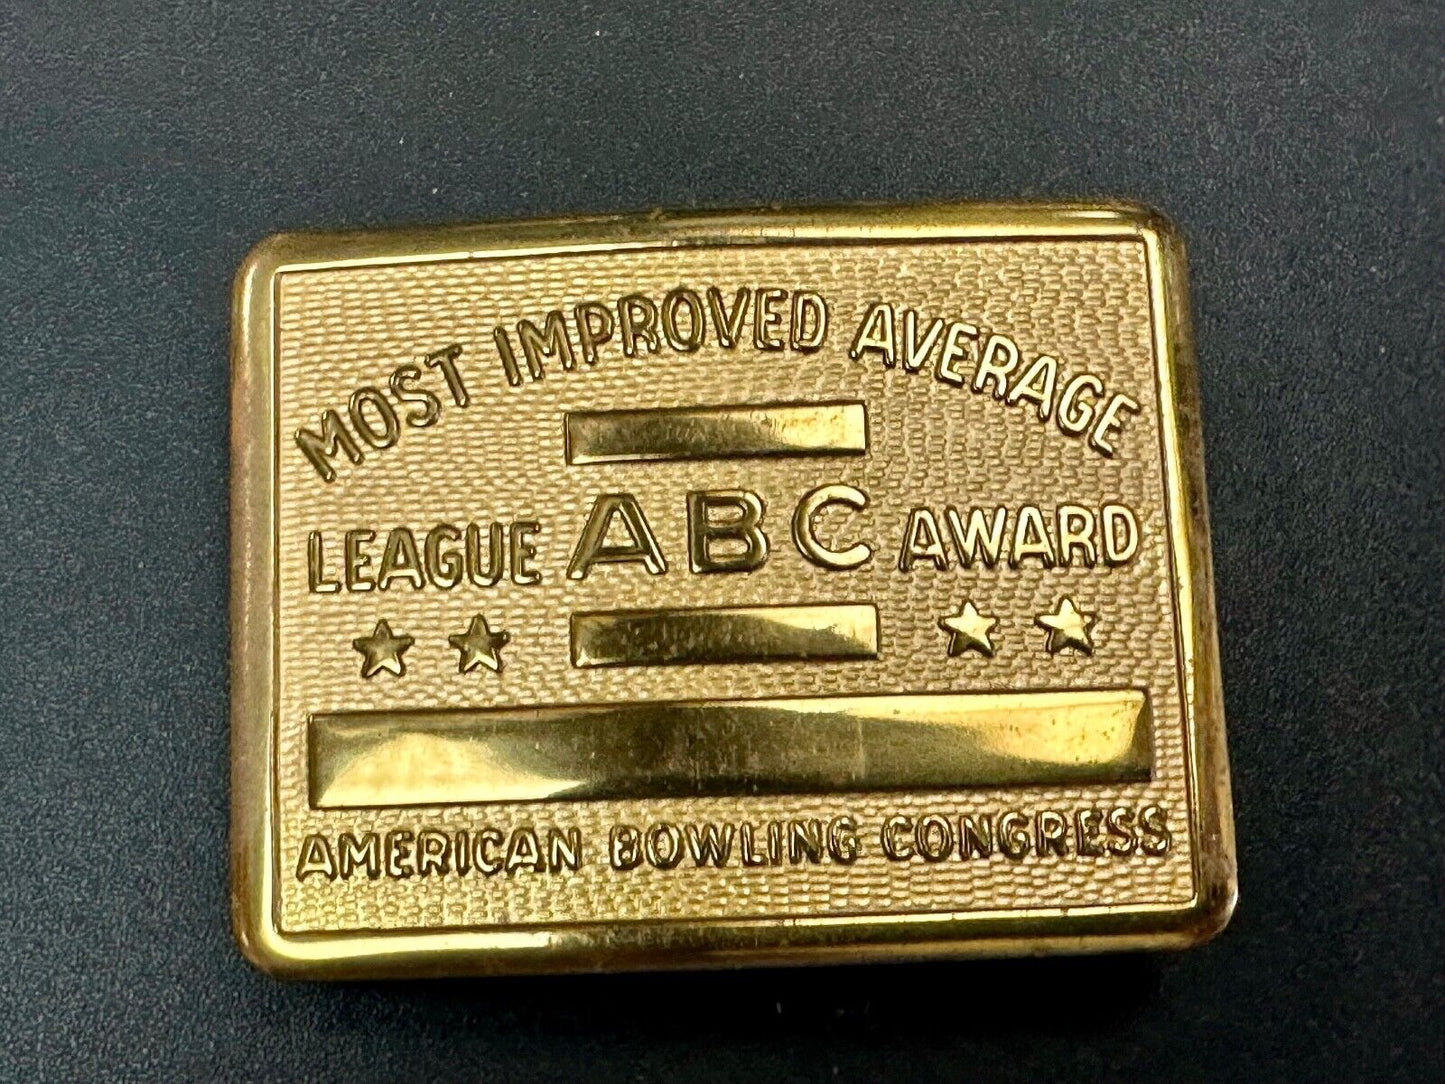 MOST IMPROVED AVERAGE
LEAGUE ABC AWARD
AMERICAN BOWLING CONGRESS